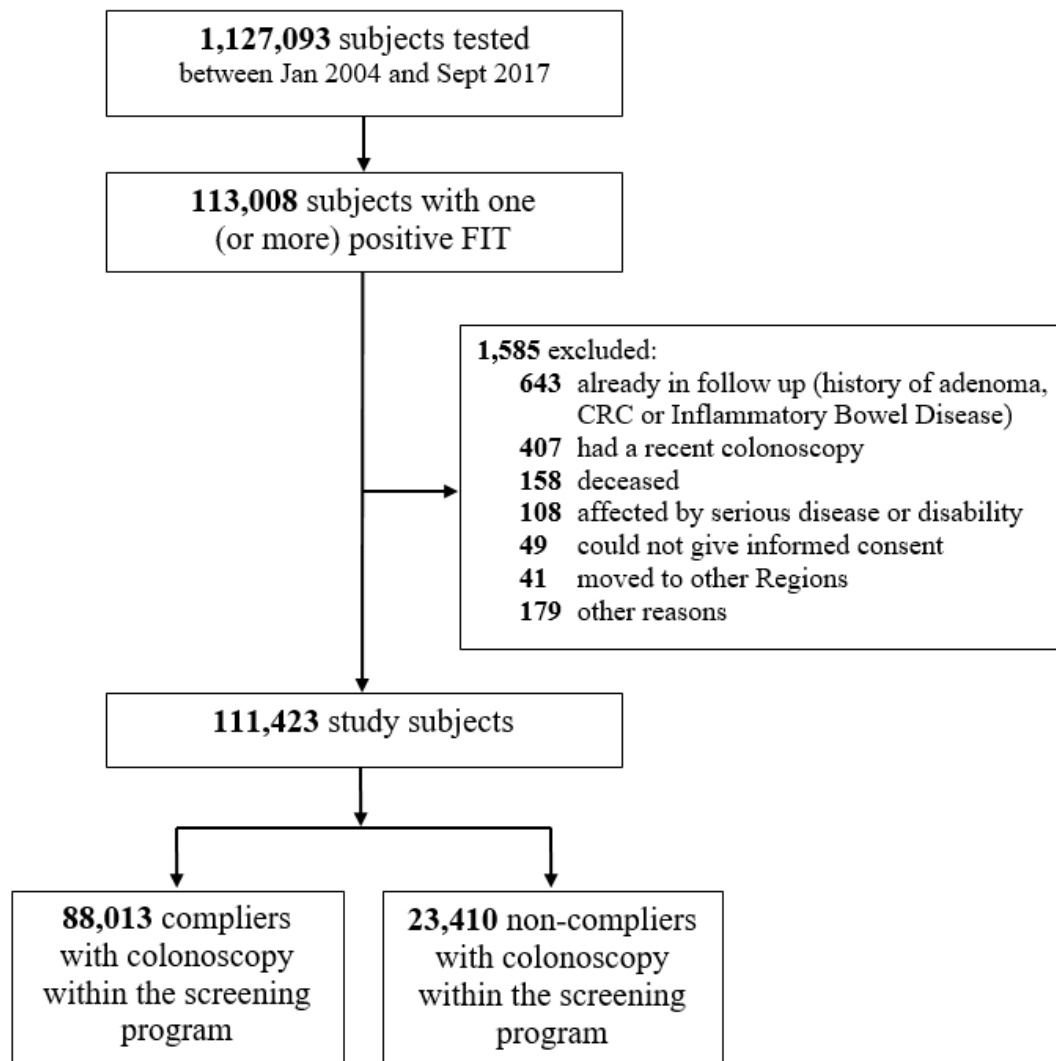 1,127,093 subjects tested
between Jan 2004 and Sept 2017
113,008 subjects with one
(or more) positive FIT
1,585 excluded:
643 already in follow up (history of adenoma,
CRC or Inflammatory Bowel Disease)
407 had a recent colonoscopy
158 deceased
108 affected by serious disease or disability
49 could not give informed consent
41 moved to other Regions
179 other reasons
111,423 study subjects
88,013 compliers
with colonoscopy
within the screening
program
23,410 non-compliers
with colonoscopy
within the screening
program